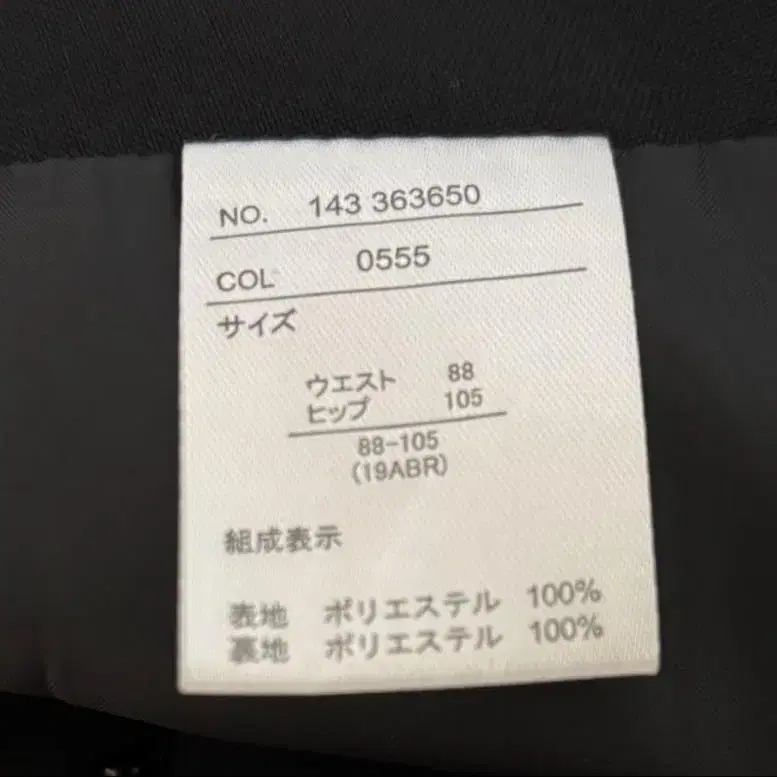 NO. 143 363650
COL 0555
サイズ
ウエスト 88
ヒップ 105
88-105
(19ABR)
組成表示
表地 ポリエステル 100%
裏地 ポリエステル 100%